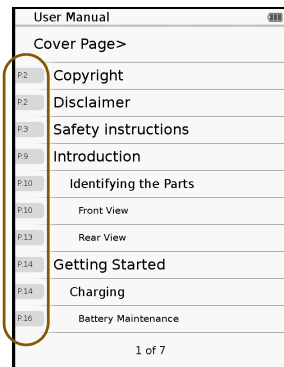 User Manual
Cover Page>
P.2 Copyright
P.2 Disclaimer
P.3 Safety instructions
P.9 Introduction
P.10 Identifying the Parts
P.10 Front View
P.13 Rear View
P.14 Getting Started
P.14 Charging
P.16 Battery Maintenance
1 of 7